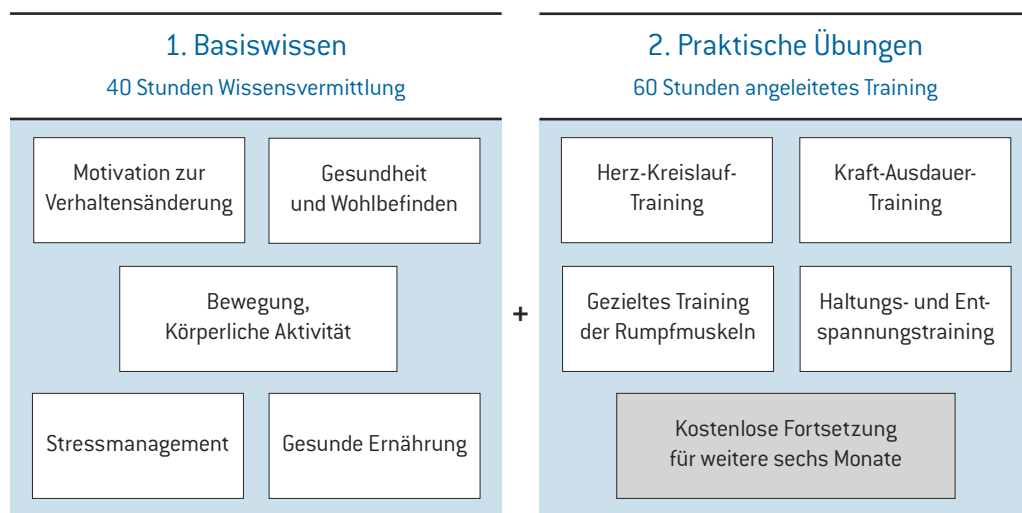 1. Basiswissen
40 Stunden Wissensvermittlung
Motivation zur
Verhaltensänderung
Gesundheit
und Wohlbefinden
Bewegung,
Körperliche Aktivität
Stressmanagement
Gesunde Ernährung
+
2. Praktische Übungen
60 Stunden angeleitetes Training
Herz-Kreislauf-
Training
Kraft-Ausdauer-
Training
Gezieltes Training
der Rumpfmuskeln
Haltungs- und Ent-
spannungstraining
Kostenlose Fortsetzung
für weitere sechs Monate